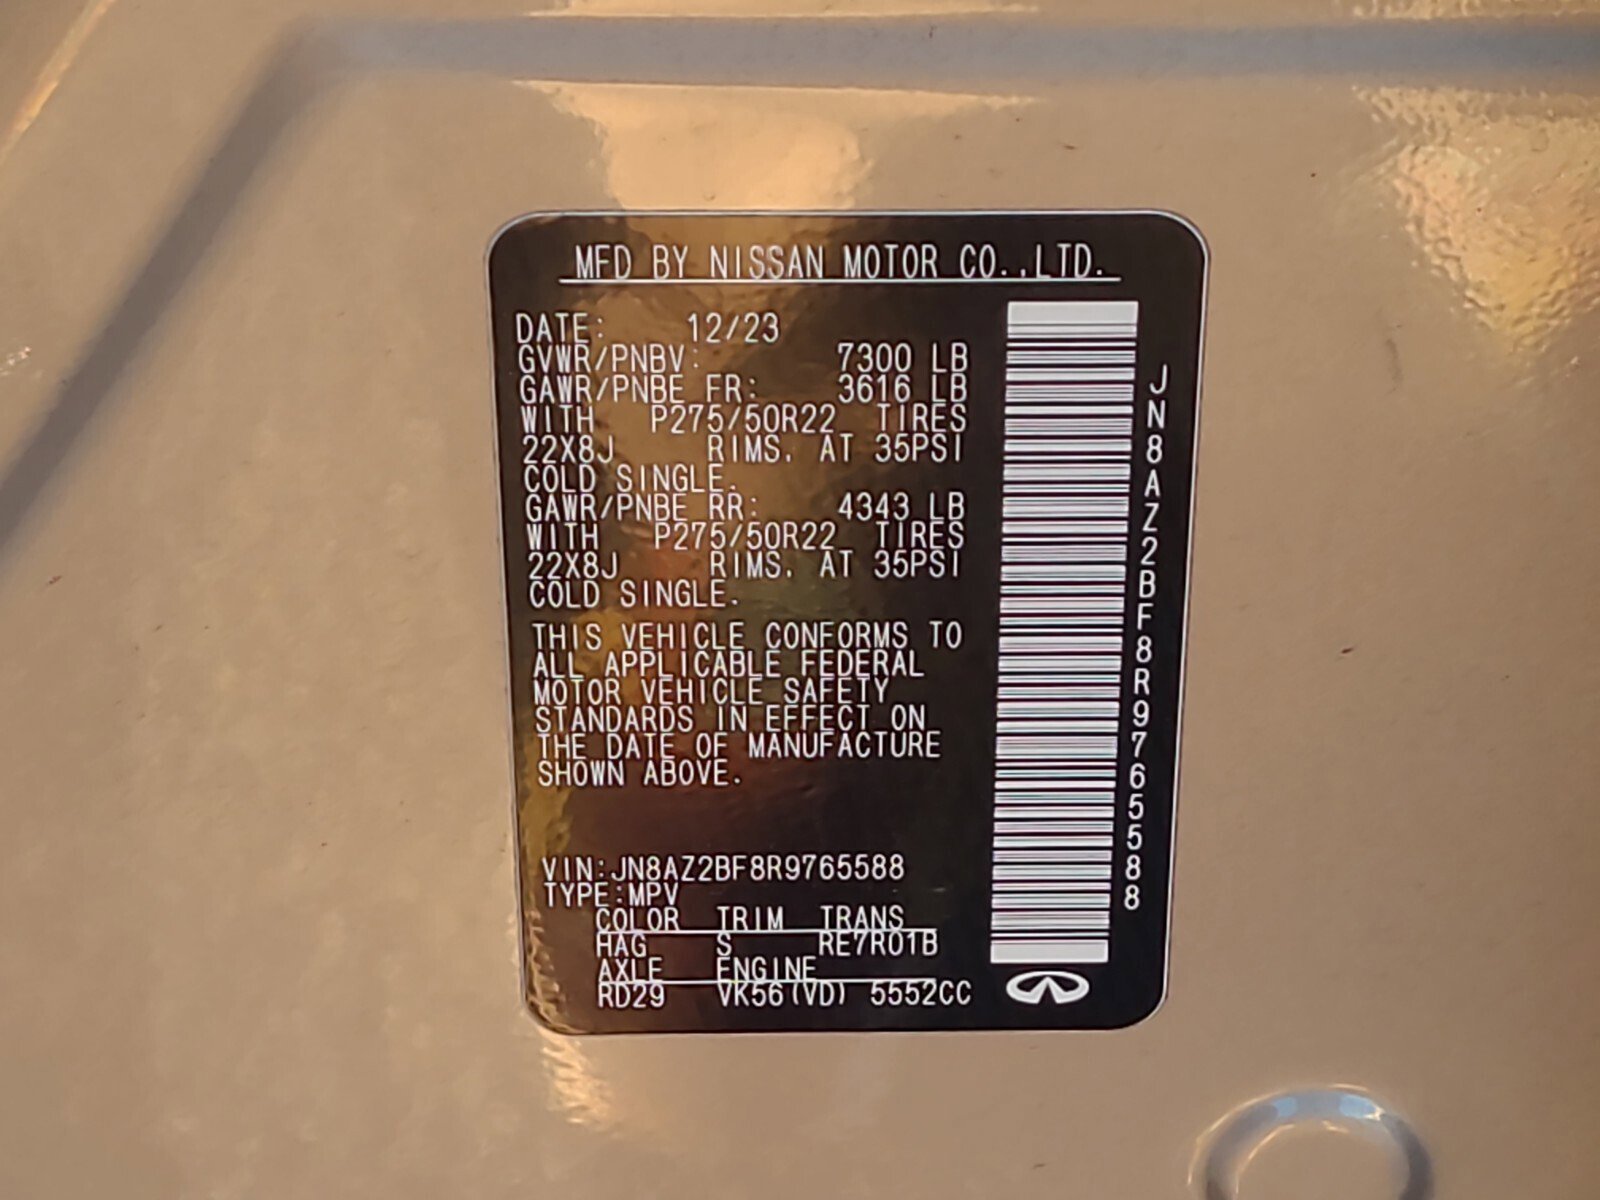 MFD BY NISSAN MOTOR CO.,LTD.
DATE: 12/23
GVWR/PNBV: 7300 LB
GAWR/PNBE FR: 3616 LB
WITH P275/50R22 TIRES
22X8J RIMS. AT 35PSI
COLD SINGLE.
GAWR/PNBE RR: 4343 LB
WITH P275/50R22 TIRES
22X8J RIMS. AT 35PSI
COLD SINGLE.
THIS VEHICLE CONFORMS TO
ALL APPLICABLE FEDERAL
MOTOR VEHICLE SAFETY
STANDARDS IN EFFECT ON
THE DATE OF MANUFACTURE
SHOWN ABOVE.
VIN:JN8AZ2BF8R9765588
TYPE:MPV
COLOR TRIM TRANS
HAG S RE7R01B
AXLE ENGINE
RD29 VK56(VD) 5552CC
JN8AZ2BF8R9765588